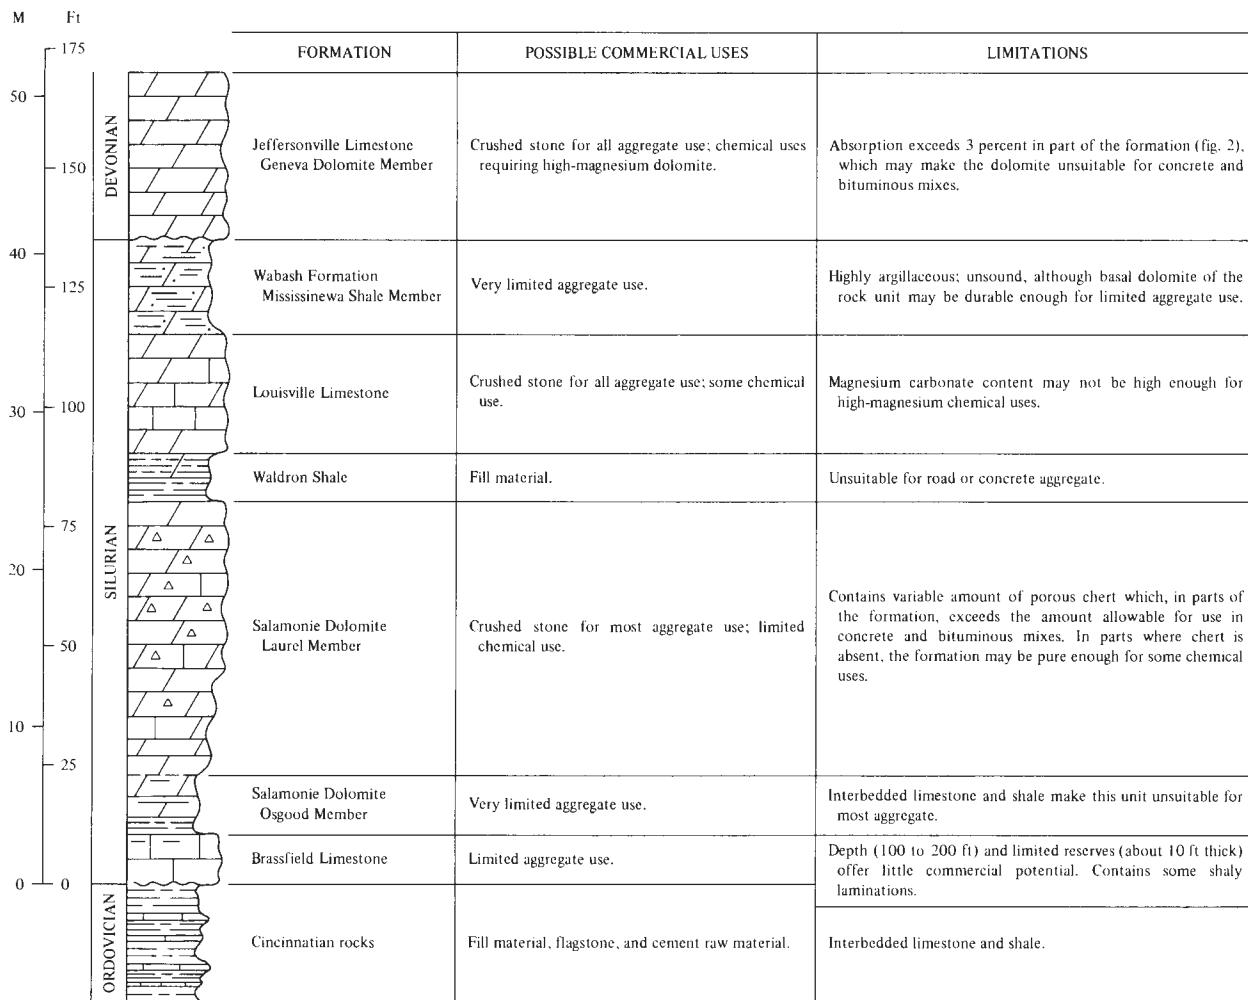 M Ft
175
50
150
40
125
30
100
75
20
50
10
25
0 0
DEVONIAN
SILURIAN
ORDOVICIAN
FORMATION POSSIBLE COMMERCIAL USES LIMITATIONS
Jeffersonville Limestone
Geneva Dolomite Member
Crushed stone for all aggregate use; chemical uses
requiring high-magnesium dolomite.
Absorption exceeds 3 percent in part of the formation (fig. 2),
which may make the dolomite unsuitable for concrete and
bituminous mixes.
Wabash Formation
Mississinewa Shale Member
Very limited aggregate use.
Highly argillaceous; unsound, although basal dolomite of the
rock unit may be durable enough for limited aggregate use.
Louisville Limestone
Crushed stone for all aggregate use; some chemical
use.
Magnesium carbonate content may not be high enough for
high-magnesium chemical uses.
Waldron Shale
Fill material.
Unsuitable for road or concrete aggregate.
Salamonie Dolomite
Laurel Member
Crushed stone for most aggregate use; limited
chemical use.
Contains variable amount of porous chert which, in parts of
the formation, exceeds the amount allowable for use in
concrete and bituminous mixes. In parts where chert is
absent, the formation may be pure enough for some chemical
uses.
Salamonie Dolomite
Osgood Member
Very limited aggregate use.
Interbedded limestone and shale make this unit unsuitable for
most aggregate.
Brassfield Limestone
Limited aggregate use.
Depth (100 to 200 ft) and limited reserves (about 10 ft thick)
offer little commercial potential. Contains some shaly
laminations.
Cincinnatian rocks
Fill material, flagstone, and cement raw material.
Interbedded limestone and shale.